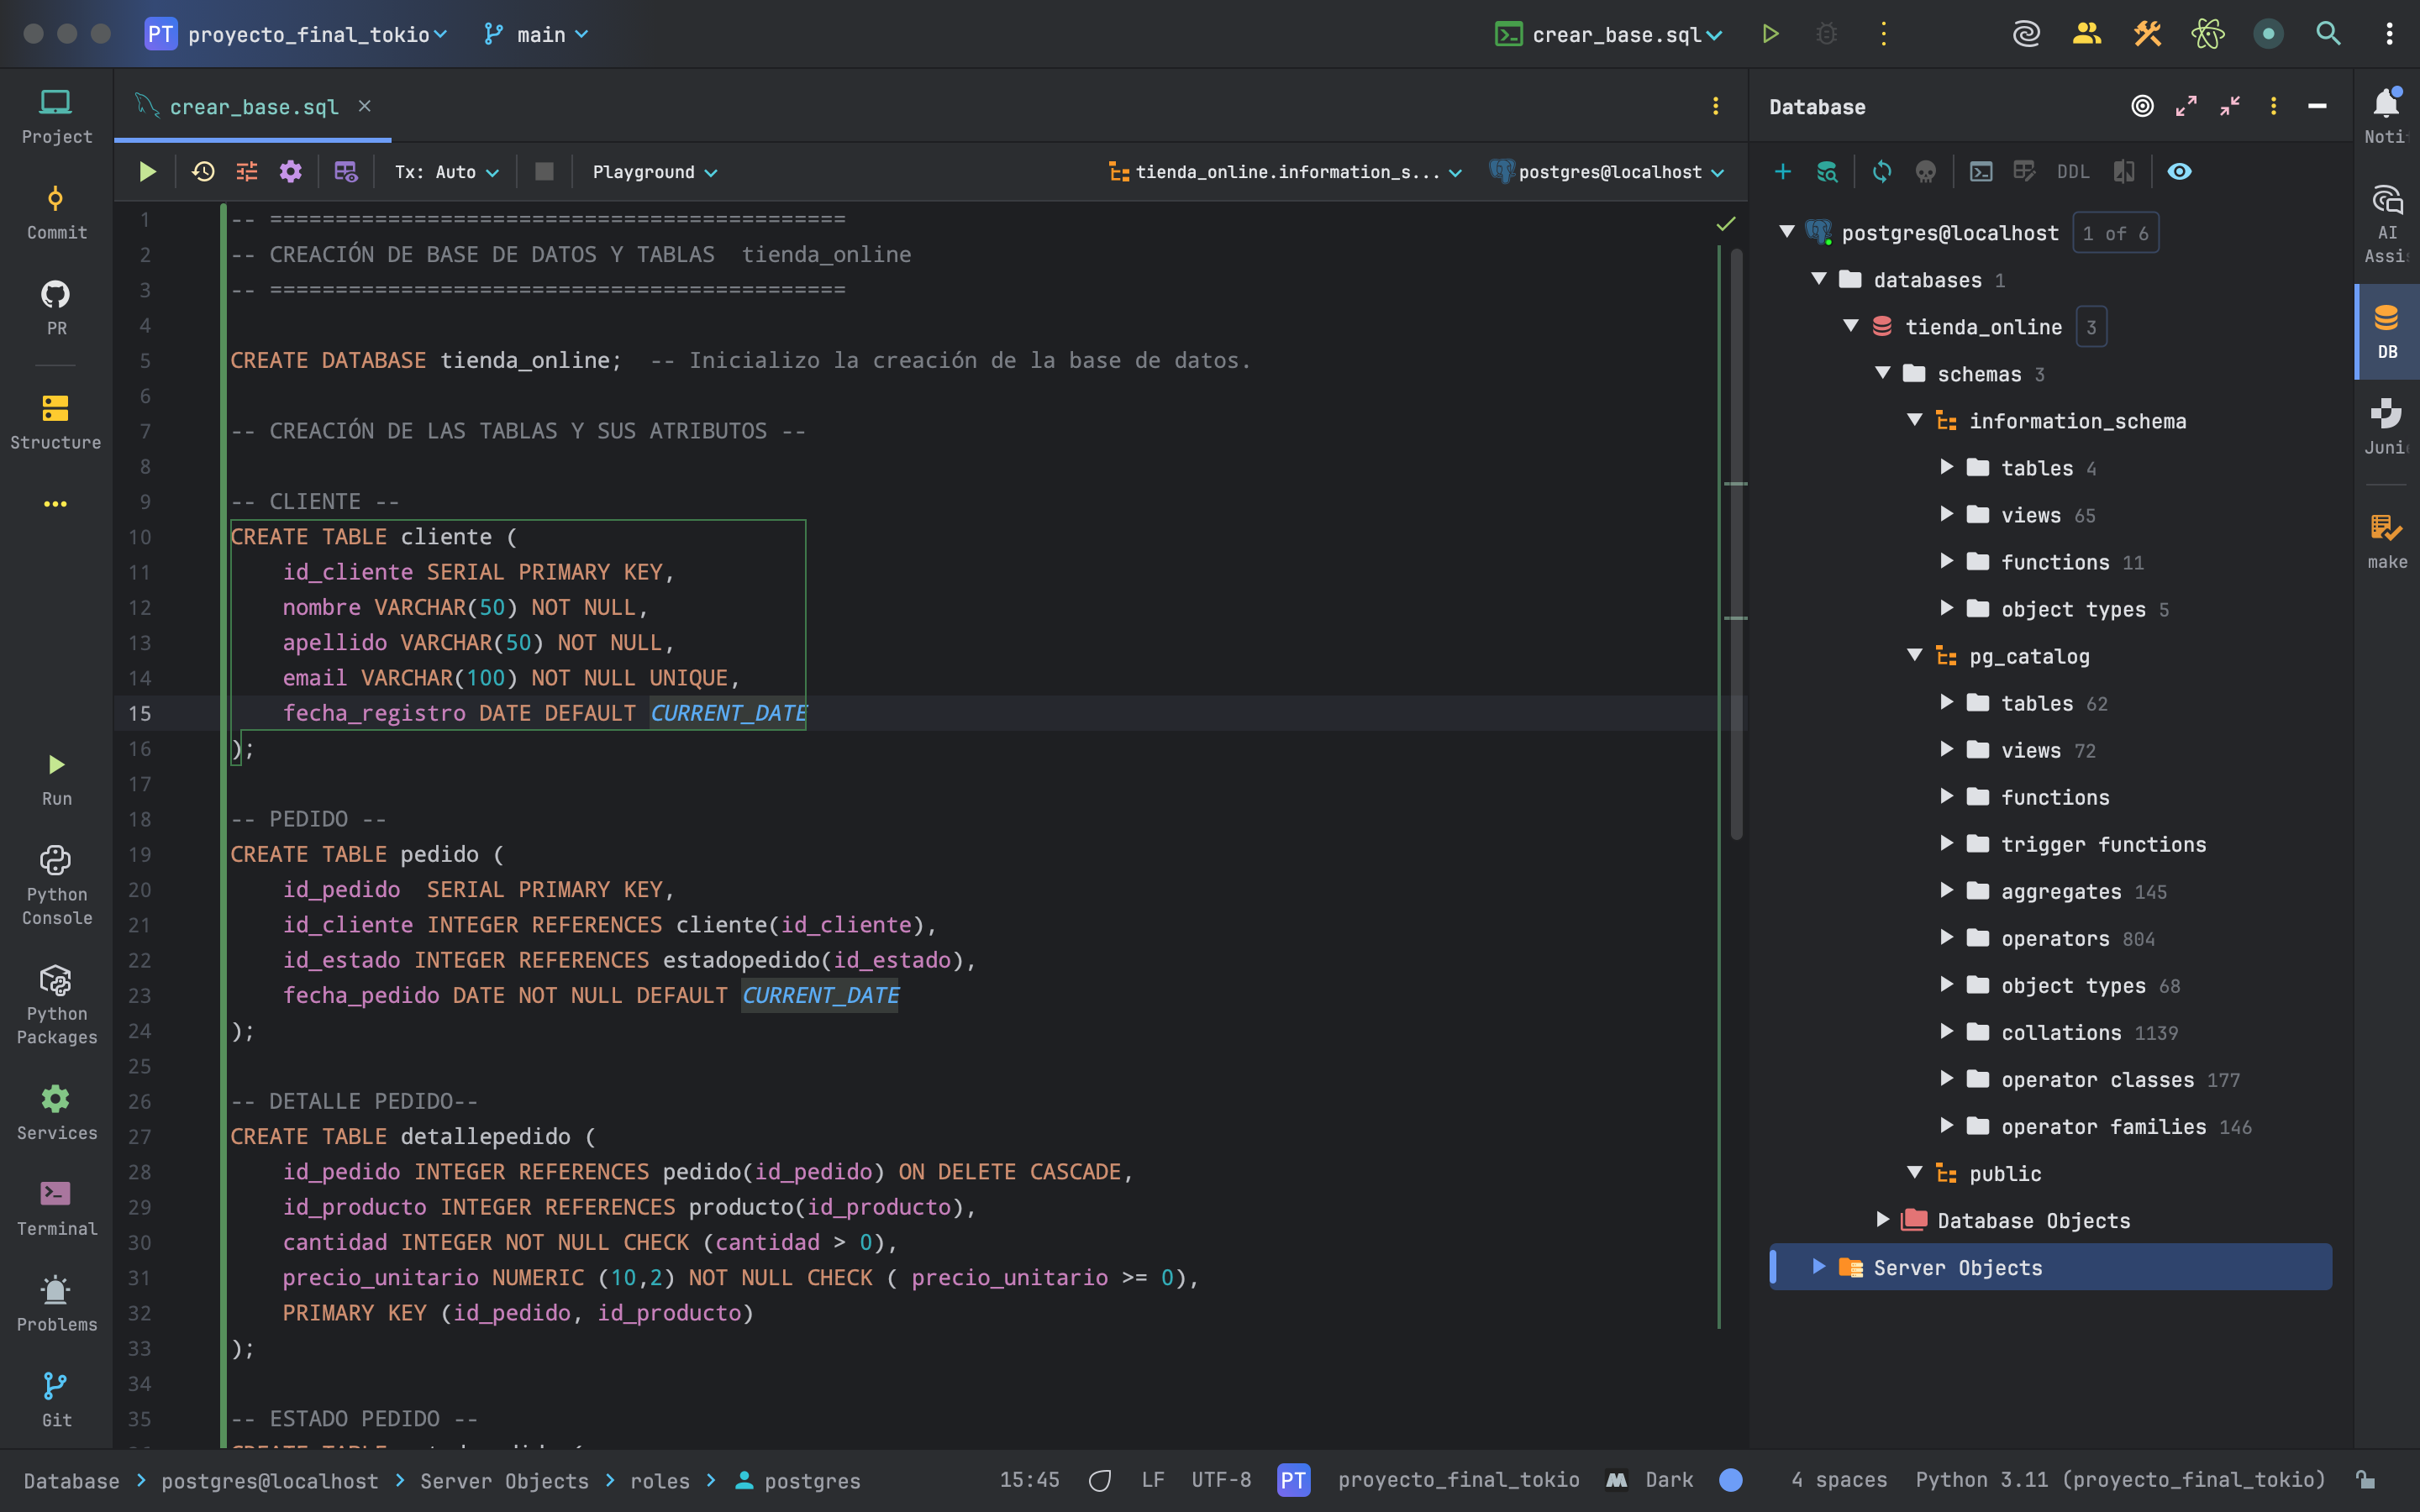 PT proyecto_final_tokio main crear_base.sql
Project
Commit
PR
Structure
Run
Python
Console
Python
Packages
Services
Terminal
Problems
Git
crear_base.sql
Tx: Auto Playground tienda_online.information_s... postgres@localhost
1 -- ============================================
2 -- CREACIÓN DE BASE DE DATOS Y TABLAS  tienda_online
3 -- ============================================
4
5 CREATE DATABASE tienda_online;  -- Inicializo la creación de la base de datos.
6
7 -- CREACIÓN DE LAS TABLAS Y SUS ATRIBUTOS --
8
9 -- CLIENTE --
10 CREATE TABLE cliente (
11     id_cliente SERIAL PRIMARY KEY,
12     nombre VARCHAR(50) NOT NULL,
13     apellido VARCHAR(50) NOT NULL,
14     email VARCHAR(100) NOT NULL UNIQUE,
15     fecha_registro DATE DEFAULT CURRENT_DATE
16 );
17
18 -- PEDIDO --
19 CREATE TABLE pedido (
20     id_pedido  SERIAL PRIMARY KEY,
21     id_cliente INTEGER REFERENCES cliente(id_cliente),
22     id_estado INTEGER REFERENCES estadopedido(id_estado),
23     fecha_pedido DATE NOT NULL DEFAULT CURRENT_DATE
24 );
25
26 -- DETALLE PEDIDO--
27 CREATE TABLE detallepedido (
28     id_pedido INTEGER REFERENCES pedido(id_pedido) ON DELETE CASCADE,
29     id_producto INTEGER REFERENCES producto(id_producto),
30     cantidad INTEGER NOT NULL CHECK (cantidad > 0),
31     precio_unitario NUMERIC (10,2) NOT NULL CHECK ( precio_unitario >= 0),
32     PRIMARY KEY (id_pedido, id_producto)
33 );
34
35 -- ESTADO PEDIDO --
Database
DDL
postgres@localhost 1 of 6
databases 1
tienda_online 3
schemas 3
information_schema
tables 4
views 65
functions 11
object types 5
pg_catalog
tables 62
views 72
functions
trigger functions
aggregates 145
operators 804
object types 68
collations 1139
operator classes 177
operator families 146
public
Database Objects
Server Objects
Noti
AI
Assi
DB
Juni
make
Database > postgres@localhost > Server Objects > roles > postgres 15:45 LF UTF-8 PT proyecto_final_tokio Dark 4 spaces Python 3.11 (proyecto_final_tokio)